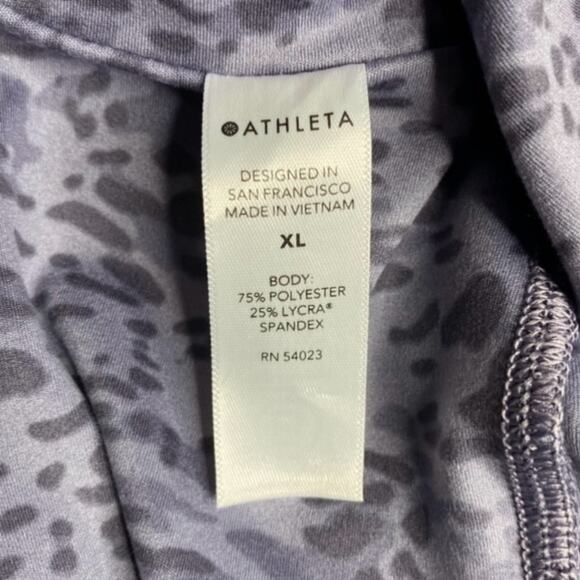 ATHLETA
DESIGNED IN
SAN FRANCISCO
MADE IN VIETNAM
XL
BODY:
75% POLYESTER
25% LYCRA®
SPANDEX
RN 54023